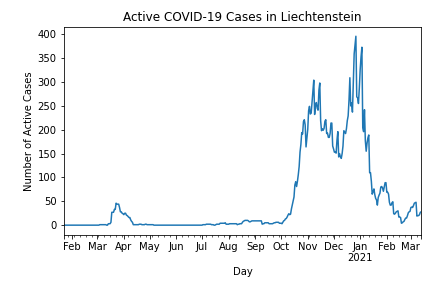 Active COVID-19 Cases in Liechtenstein
Number of Active Cases
400
350
300
250
200
150
100
50
0
Feb Mar Apr May Jun Jul Aug Sep Oct Nov Dec Jan Feb Mar
2021
Day